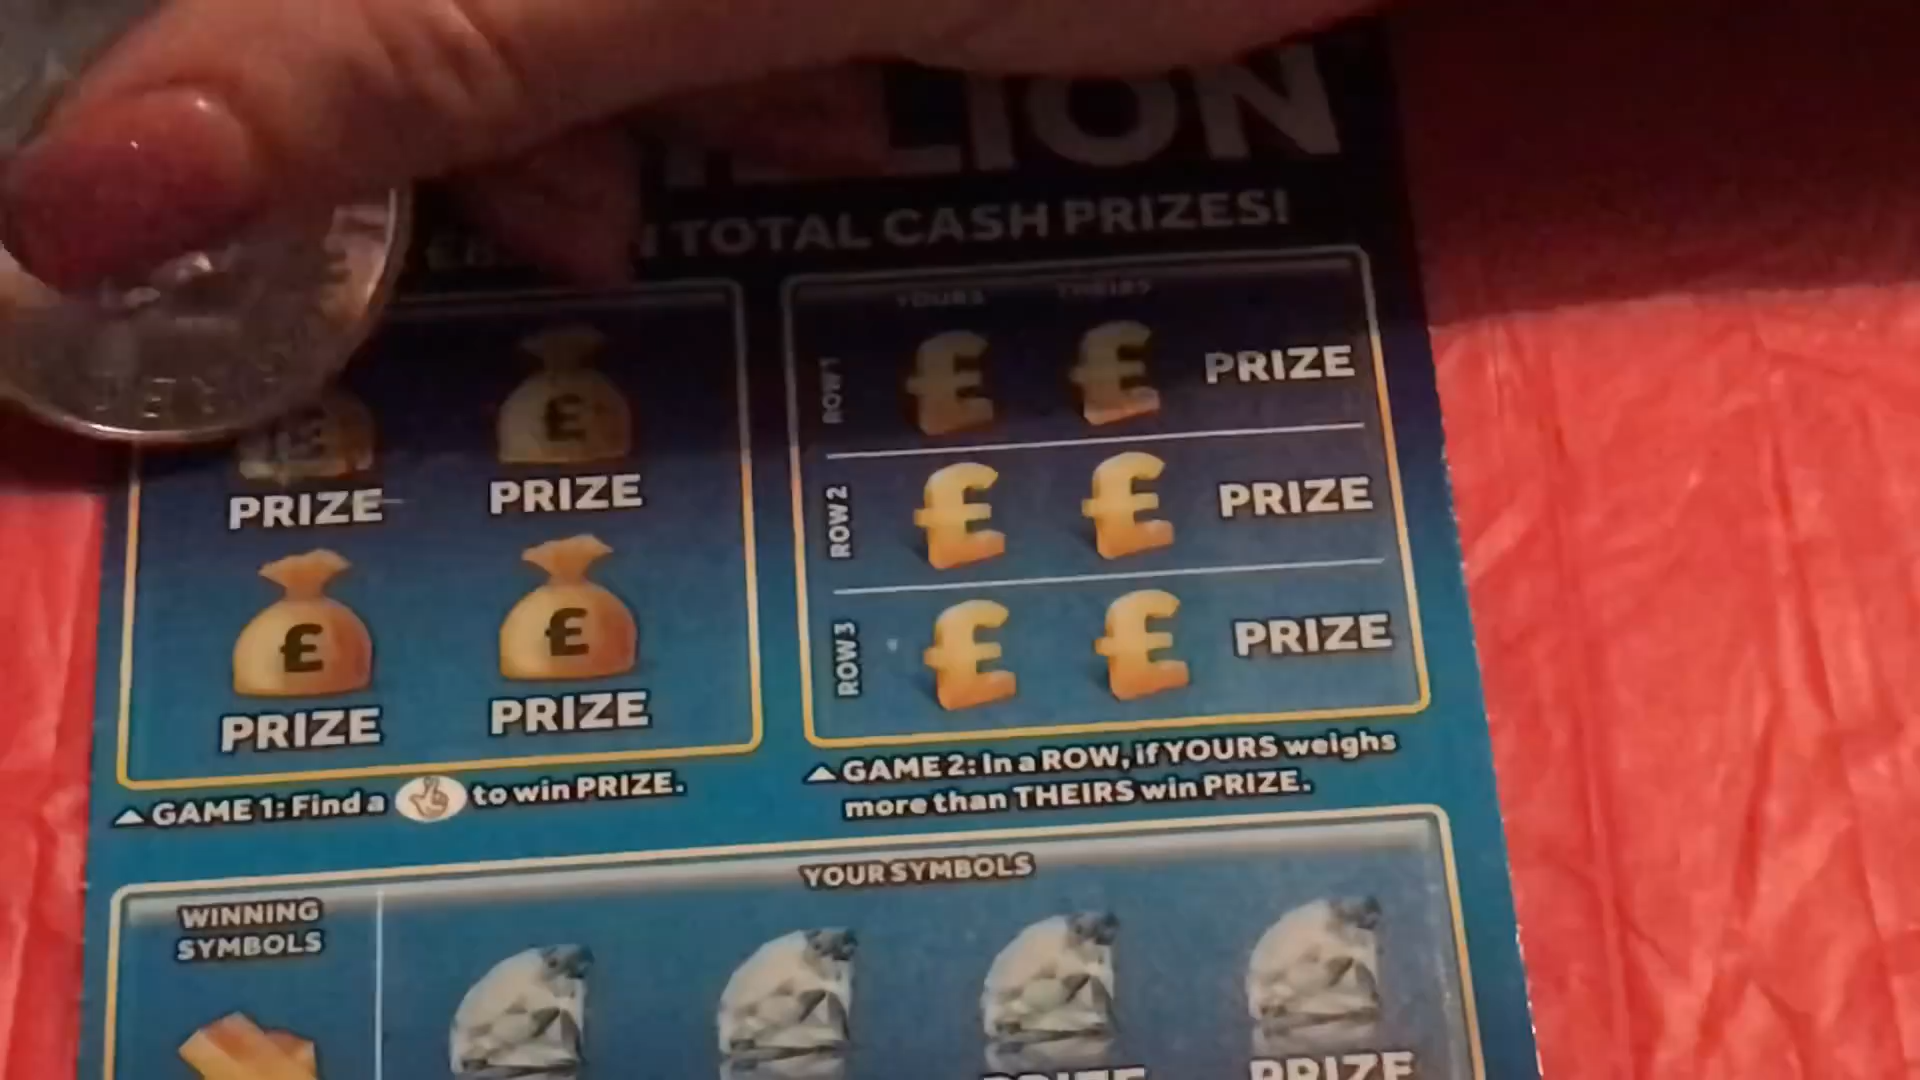 LION
TOTAL CASH PRIZES!
YOURS THEIRS
ROW 1 £ £ PRIZE
£ £
PRIZE PRIZE
ROW 2 £ £ PRIZE
£ £
PRIZE PRIZE
ROW 3 £ £ PRIZE
GAME 1: Find a to win PRIZE.
GAME 2: In a ROW, if YOURS weighs
more than THEIRS win PRIZE.
YOUR SYMBOLS
WINNING
SYMBOLS
PRIZE PRIZE